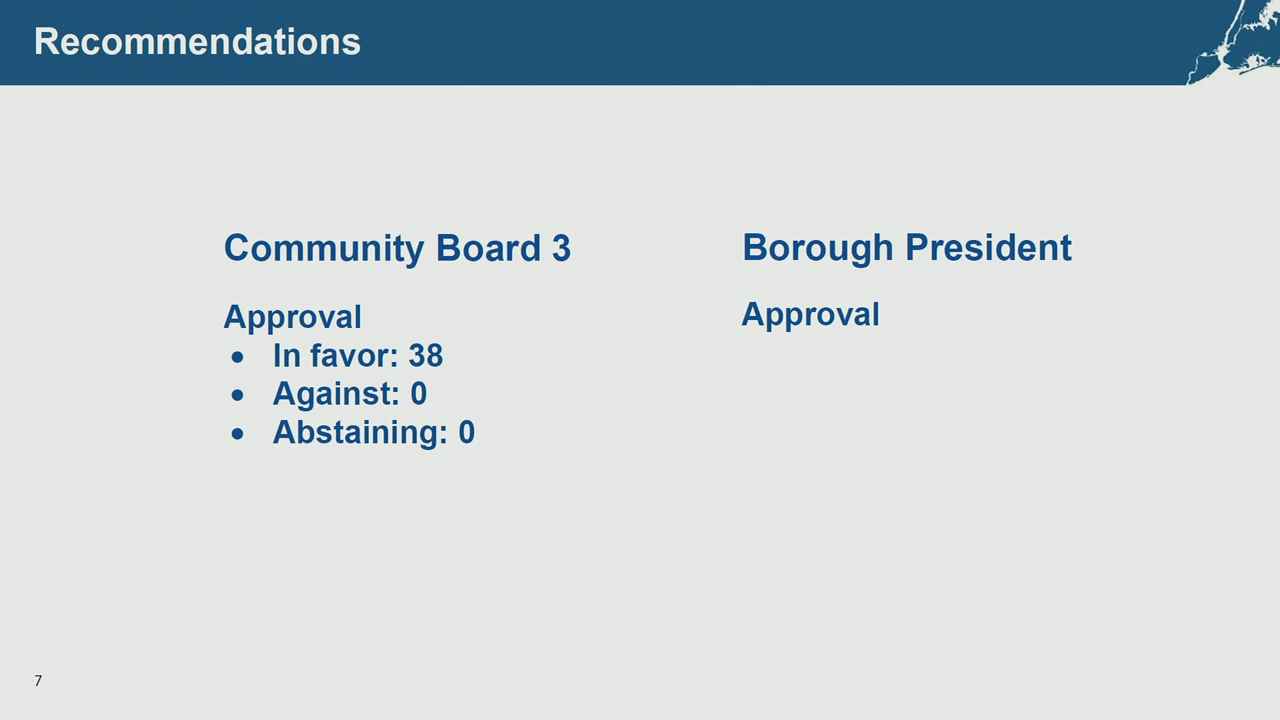 Recommendations
Community Board 3
Approval
• In favor: 38
• Against: 0
• Abstaining: 0
Borough President
Approval
7